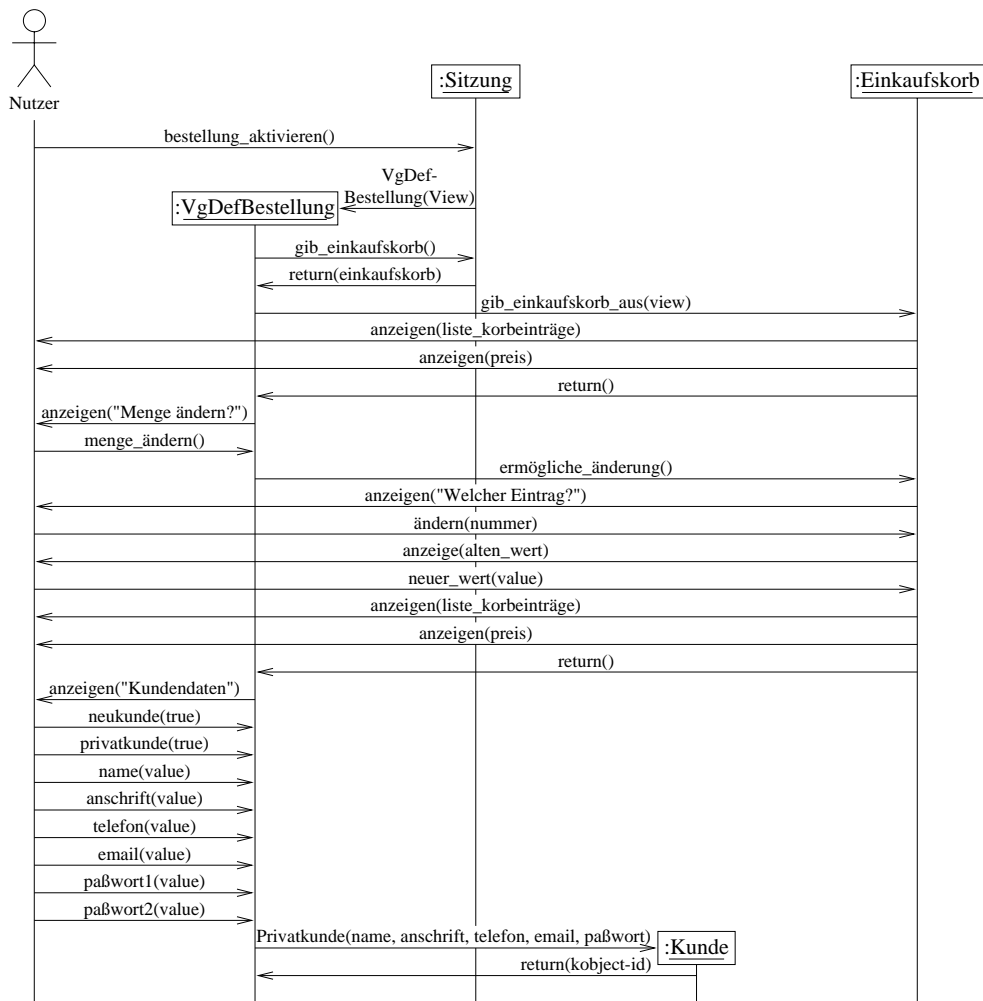 Nutzer
:Sitzung
:Einkaufskorb
bestellung_aktivieren()
VgDef-
Bestellung(View)
:VgDefBestellung
gib_einkaufskorb()
return(einkaufskorb)
gib_einkaufskorb_aus(view)
anzeigen(liste_korbeinträge)
anzeigen(preis)
return()
anzeigen("Menge ändern?")
menge_ändern()
ermögliche_änderung()
anzeigen("Welcher Eintrag?")
ändern(nummer)
anzeige(alten_wert)
neuer_wert(value)
anzeigen(liste_korbeinträge)
anzeigen(preis)
return()
anzeigen("Kundendaten")
neukunde(true)
privatkunde(true)
name(value)
anschrift(value)
telefon(value)
email(value)
paßwort1(value)
paßwort2(value)
Privatkunde(name, anschrift, telefon, email, paßwort)
:Kunde
return(kobject-id)